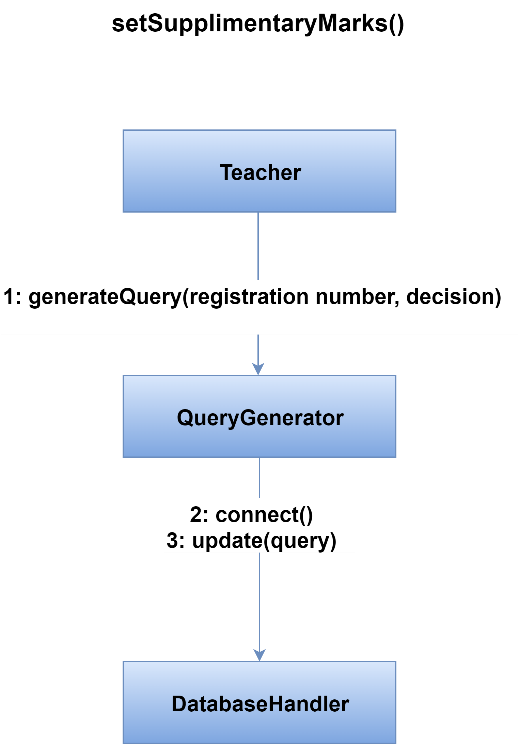 setSupplimentaryMarks()
Teacher
1: generateQuery(registration number, decision)
QueryGenerator
2: connect()
3: update(query)
DatabaseHandler